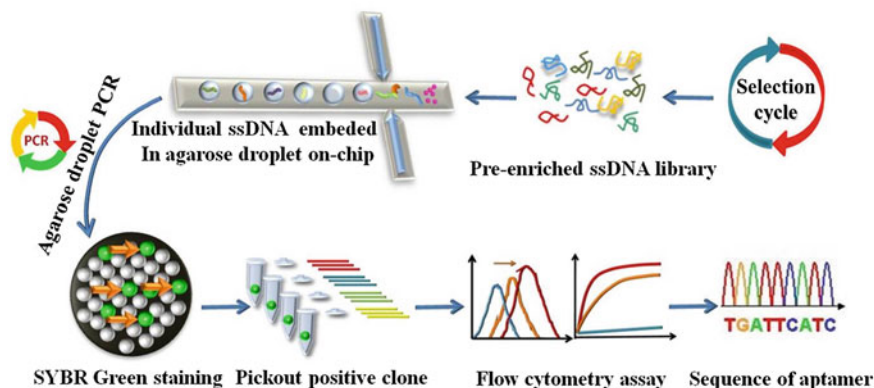 Selection
cycle
Pre-enriched ssDNA library
Individual ssDNA embeded
In agarose droplet on-chip
Agarose droplet PCR
PCR
SYBR Green staining
Pickout positive clone
Flow cytometry assay
Sequence of aptamer
TGATTCATC